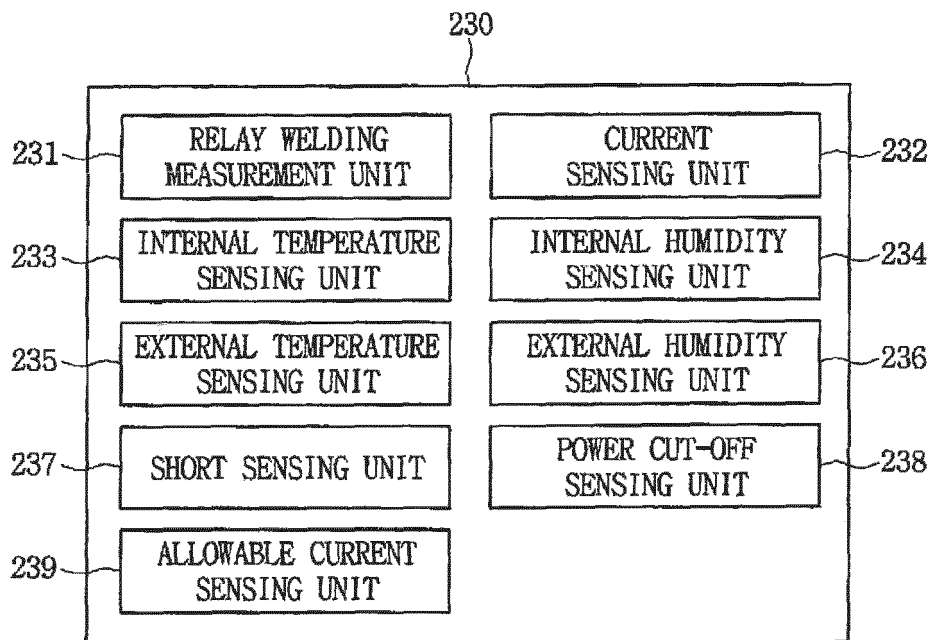 230
231
RELAY WELDING
MEASUREMENT UNIT
CURRENT
SENSING UNIT
232
233
INTERNAL TEMPERATURE
SENSING UNIT
INTERNAL HUMIDITY
SENSING UNIT
234
235
EXTERNAL TEMPERATURE
SENSING UNIT
EXTERNAL HUMIDITY
SENSING UNIT
236
237
SHORT SENSING UNIT
POWER CUT-OFF
SENSING UNIT
238
239
ALLOWABLE CURRENT
SENSING UNIT